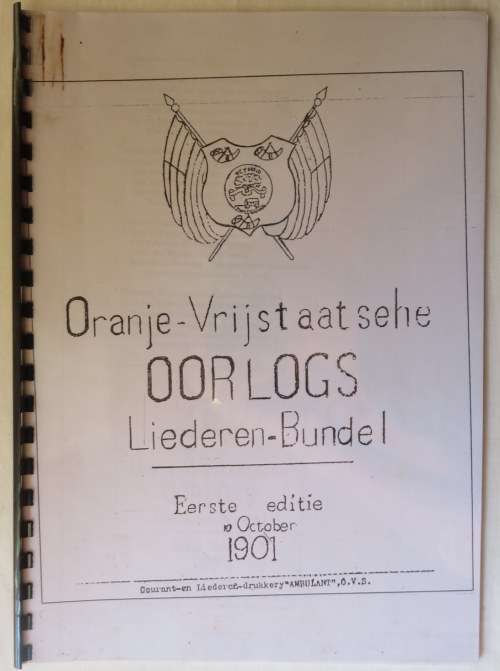 Oranje-Vrijstaatsehe
OORLOGS
Liederen-Bundel
Eerste editie
10 October
1901
Courant-en Liederen-drukkery "AMBULANT", O.V.S.